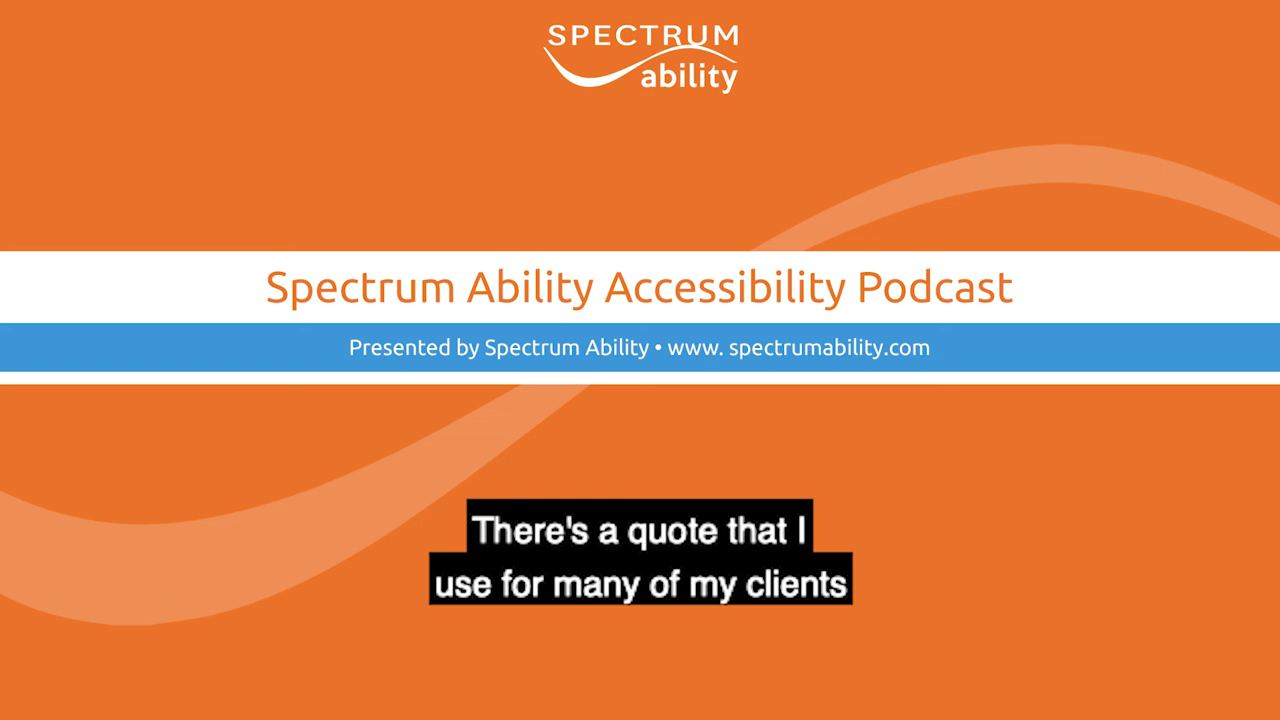 SPECTRUM
ability
Spectrum Ability Accessibility Podcast
Presented by Spectrum Ability • www. spectrumability.com
There's a quote that I
use for many of my clients